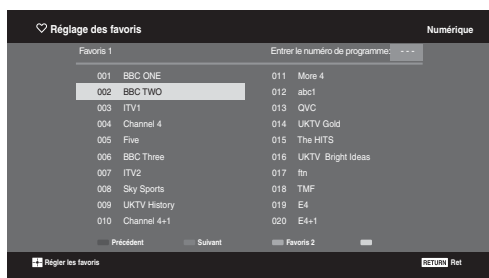 ♡ Réglage des favoris Numérique
Favoris 1 Entrer le numéro de programme: - - -
001 BBC ONE
002 BBC TWO
003 ITV1
004 Channel 4
005 Five
006 BBC Three
007 ITV2
008 Sky Sports
009 UKTV History
010 Channel 4+1
011 More 4
012 abc1
013 QVC
014 UKTV Gold
015 The HITS
016 UKTV Bright Ideas
017 ftn
018 TMF
019 E4
020 E4+1
Précédent Suivant Favoris 2
Régler les favoris RETURN Ret